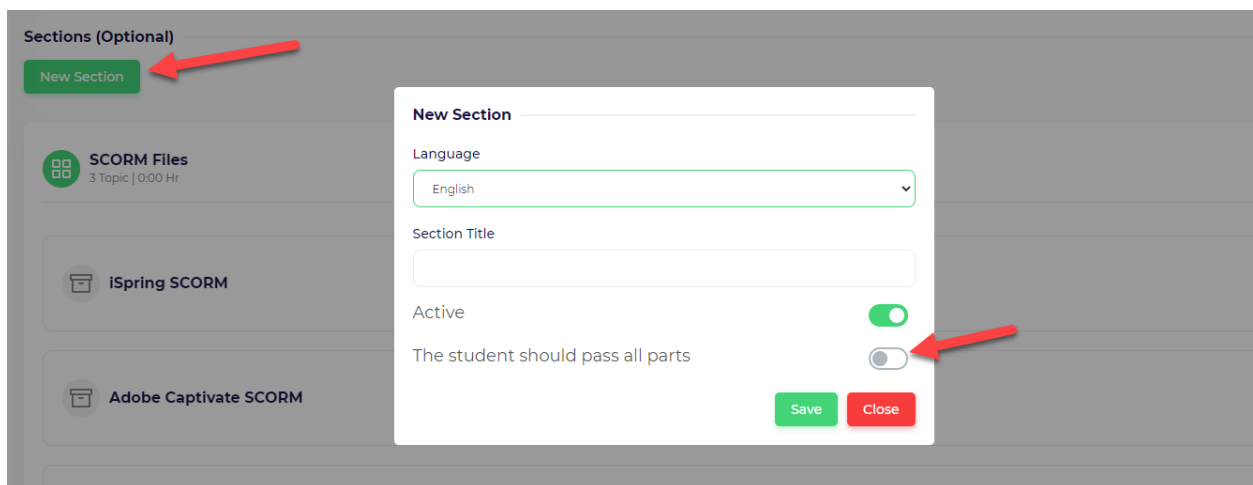 Sections (Optional)
New Section
SCORM Files
3 Topic | 0:00 Hr
iSpring SCORM
Adobe Captivate SCORM
New Section
Language
English
Section Title
Active
The student should pass all parts
Save Close